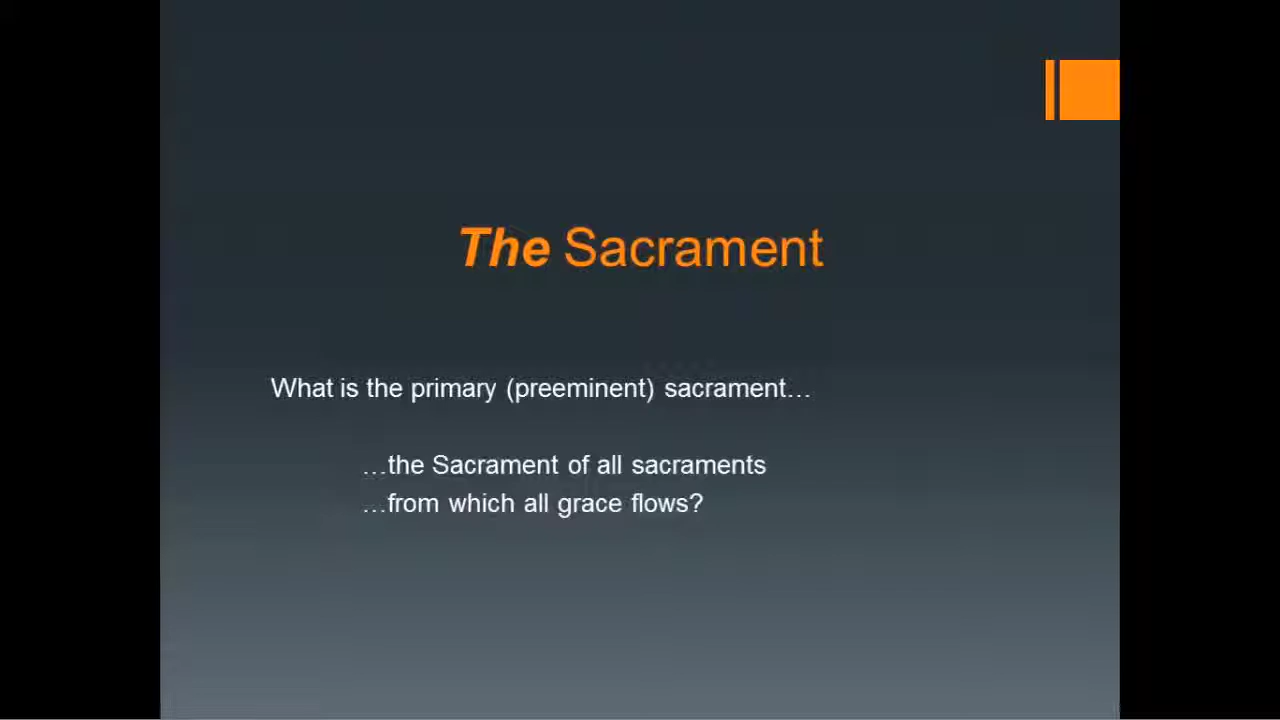 The Sacrament
What is the primary (preeminent) sacrament…
…the Sacrament of all sacraments
…from which all grace flows?